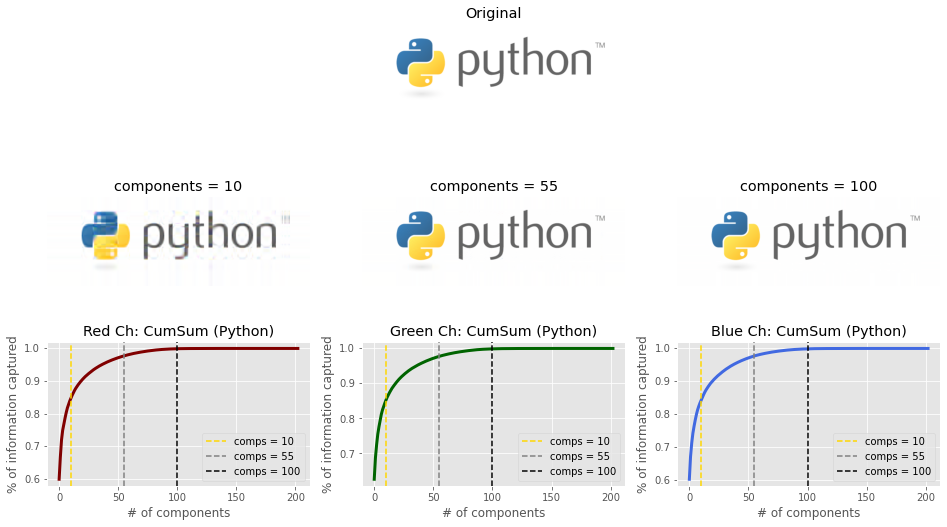 Original
python™
components = 10
components = 55
components = 100
python
python™
python™
Red Ch: CumSum (Python)
Green Ch: CumSum (Python)
Blue Ch: CumSum (Python)
% of information captured
1.0
0.9
0.8
0.7
0.6
comps = 10
comps = 55
comps = 100
0
50
100
150
200
# of components
% of information captured
1.0
0.9
0.8
0.7
comps = 10
comps = 55
comps = 100
0
50
100
150
200
# of components
% of information captured
1.0
0.9
0.8
0.7
0.6
comps = 10
comps = 55
comps = 100
0
50
100
150
200
# of components